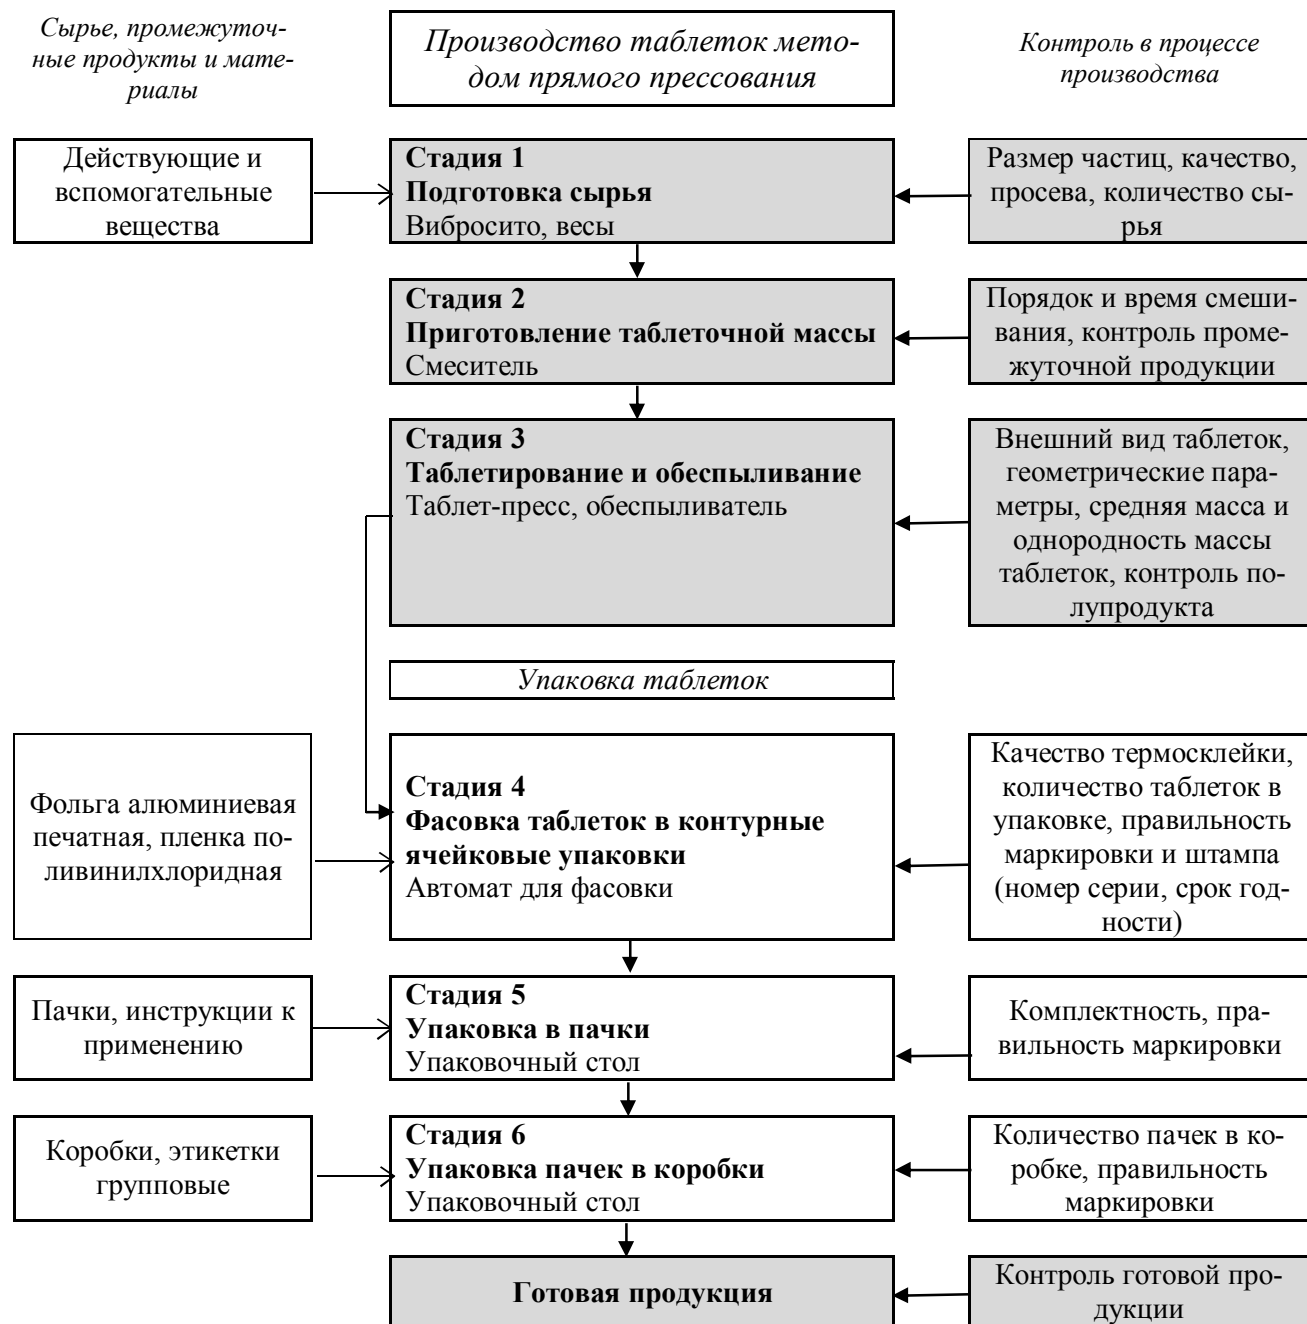 Сырье, промежуточ-
ные продукты и мате-
риалы
Производство таблеток мето-
дом прямого прессования
Контроль в процессе
производства
Действующие и
вспомогательные
вещества
Стадия 1
Подготовка сырья
Вибросито, весы
Размер частиц, качество,
просева, количество сы-
рья
Стадия 2
Приготовление таблеточной массы
Смеситель
Порядок и время смеши-
вания, контроль проме-
жуточной продукции
Стадия 3
Таблетирование и обеспыливание
Таблет-пресс, обеспыливатель
Внешний вид таблеток,
геометрические пара-
метры, средняя масса и
однородность массы
таблеток, контроль по-
лупродукта
Упаковка таблеток
Фольга алюминиевая
печатная, пленка по-
ливинилхлоридная
Стадия 4
Фасовка таблеток в контурные
ячейковые упаковки
Автомат для фасовки
Качество термосклейки,
количество таблеток в
упаковке, правильность
маркировки и штампа
(номер серии, срок год-
ности)
Пачки, инструкции к
применению
Стадия 5
Упаковка в пачки
Упаковочный стол
Комплектность, пра-
вильность маркировки
Коробки, этикетки
групповые
Стадия 6
Упаковка пачек в коробки
Упаковочный стол
Количество пачек в ко-
робке, правильность
маркировки
Готовая продукция
Контроль готовой про-
дукции